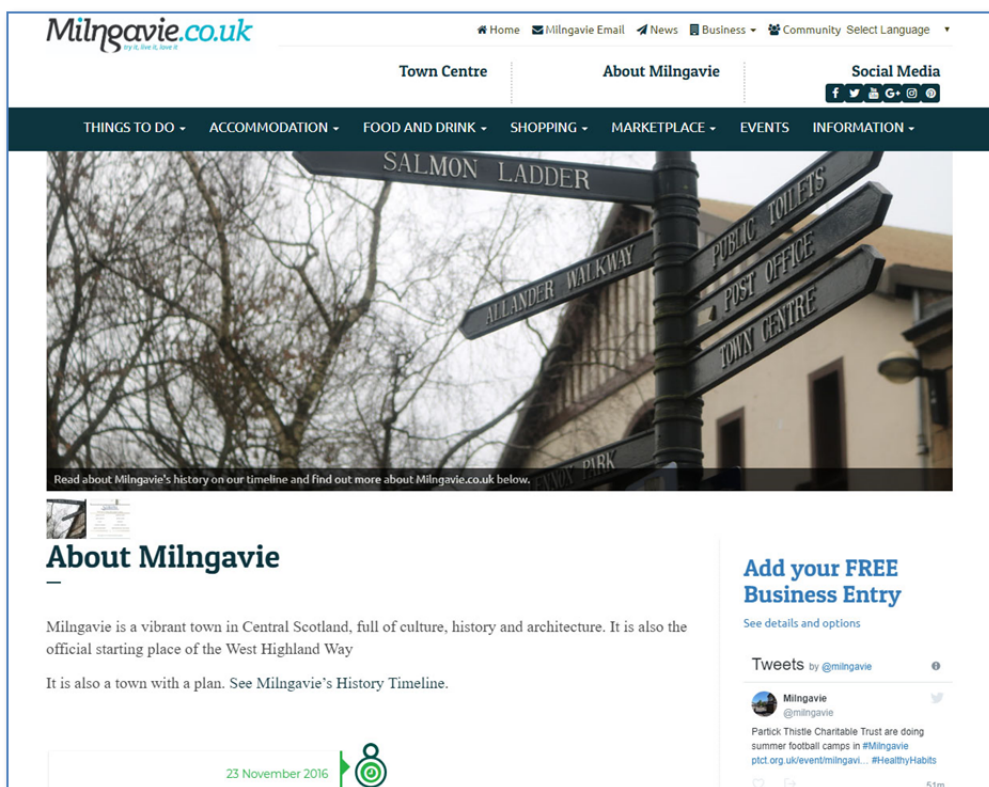 Milngavie.co.uk
try it, live it, love it
Home Milngavie Email News Business Community Select Language
Town Centre
About Milngavie
Social Media
THINGS TO DO ACCOMMODATION FOOD AND DRINK SHOPPING MARKETPLACE EVENTS INFORMATION
SALMON LADDER
PUBLIC TOILETS
ALLANDER WALKWAY
POST OFFICE
TOWN CENTRE
PARK
Read about Milngavie's history on our timeline and find out more about Milngavie.co.uk below.
About Milngavie
Milngavie is a vibrant town in Central Scotland, full of culture, history and architecture. It is also the
official starting place of the West Highland Way
It is also a town with a plan. See Milngavie's History Timeline.
23 November 2016
Add your FREE
Business Entry
See details and options
Tweets by @milngavie
Milngavie
@milngavie
Partick Thistle Charitable Trust are doing
summer football camps in #Milngavie
ptct.org.uk/event/milngavi... #HealthyHabits
51m